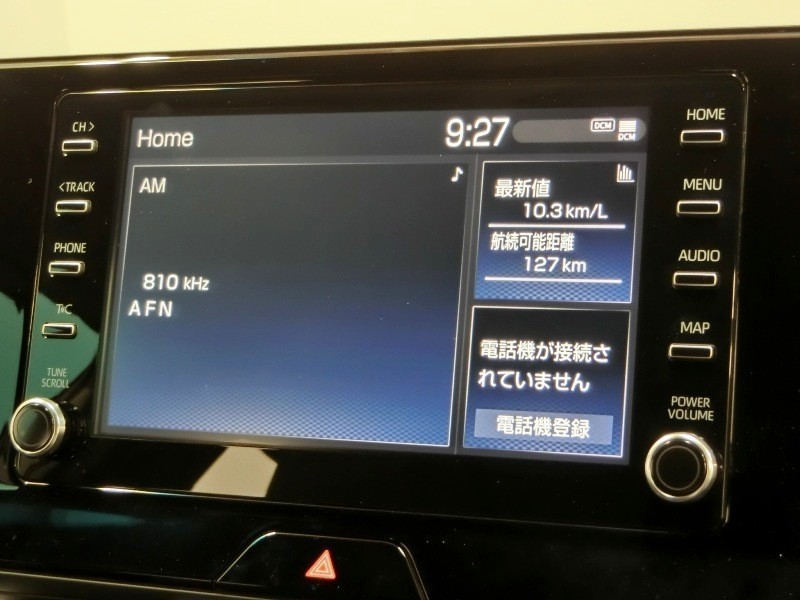 CH >
< TRACK
PHONE
T&C
TUNE
SCROLL
Home
9:27
DCM
DCM
AM
810 kHz
AFN
最新値
10.3 km/L
航続可能距離
127 km
電話機が接続さ
れていません
電話機登録
HOME
MENU
AUDIO
MAP
POWER
VOLUME